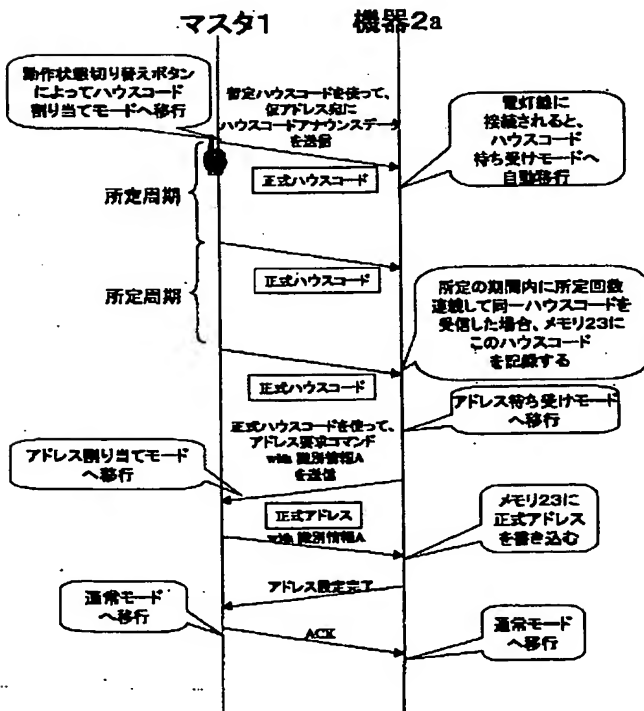 マスタ1
機器2a
動作状態切り替えボタン
によってハウスコード
割り当てモードへ移行
暫定ハウスコードを使って、
仮アドレス宛に
ハウスコードアナウンスデータ
を送信
電灯線に
接続されると、
ハウスコード
待ち受けモードへ
自動移行
正式ハウスコード
所定周期
正式ハウスコード
所定周期
所定の期間内に所定回数
連続して同一ハウスコードを
受信した場合、メモリ23に
このハウスコード
を記録する
正式ハウスコード
アドレス待ち受けモード
へ移行
正式ハウスコードを使って、
アドレス要求コマンド
with 識別情報A
を送信
アドレス割り当てモード
へ移行
正式アドレス
with 識別情報A
メモリ23に
正式アドレス
を書き込む
アドレス設定完了
通常モード
へ移行
ACK
通常モード
へ移行